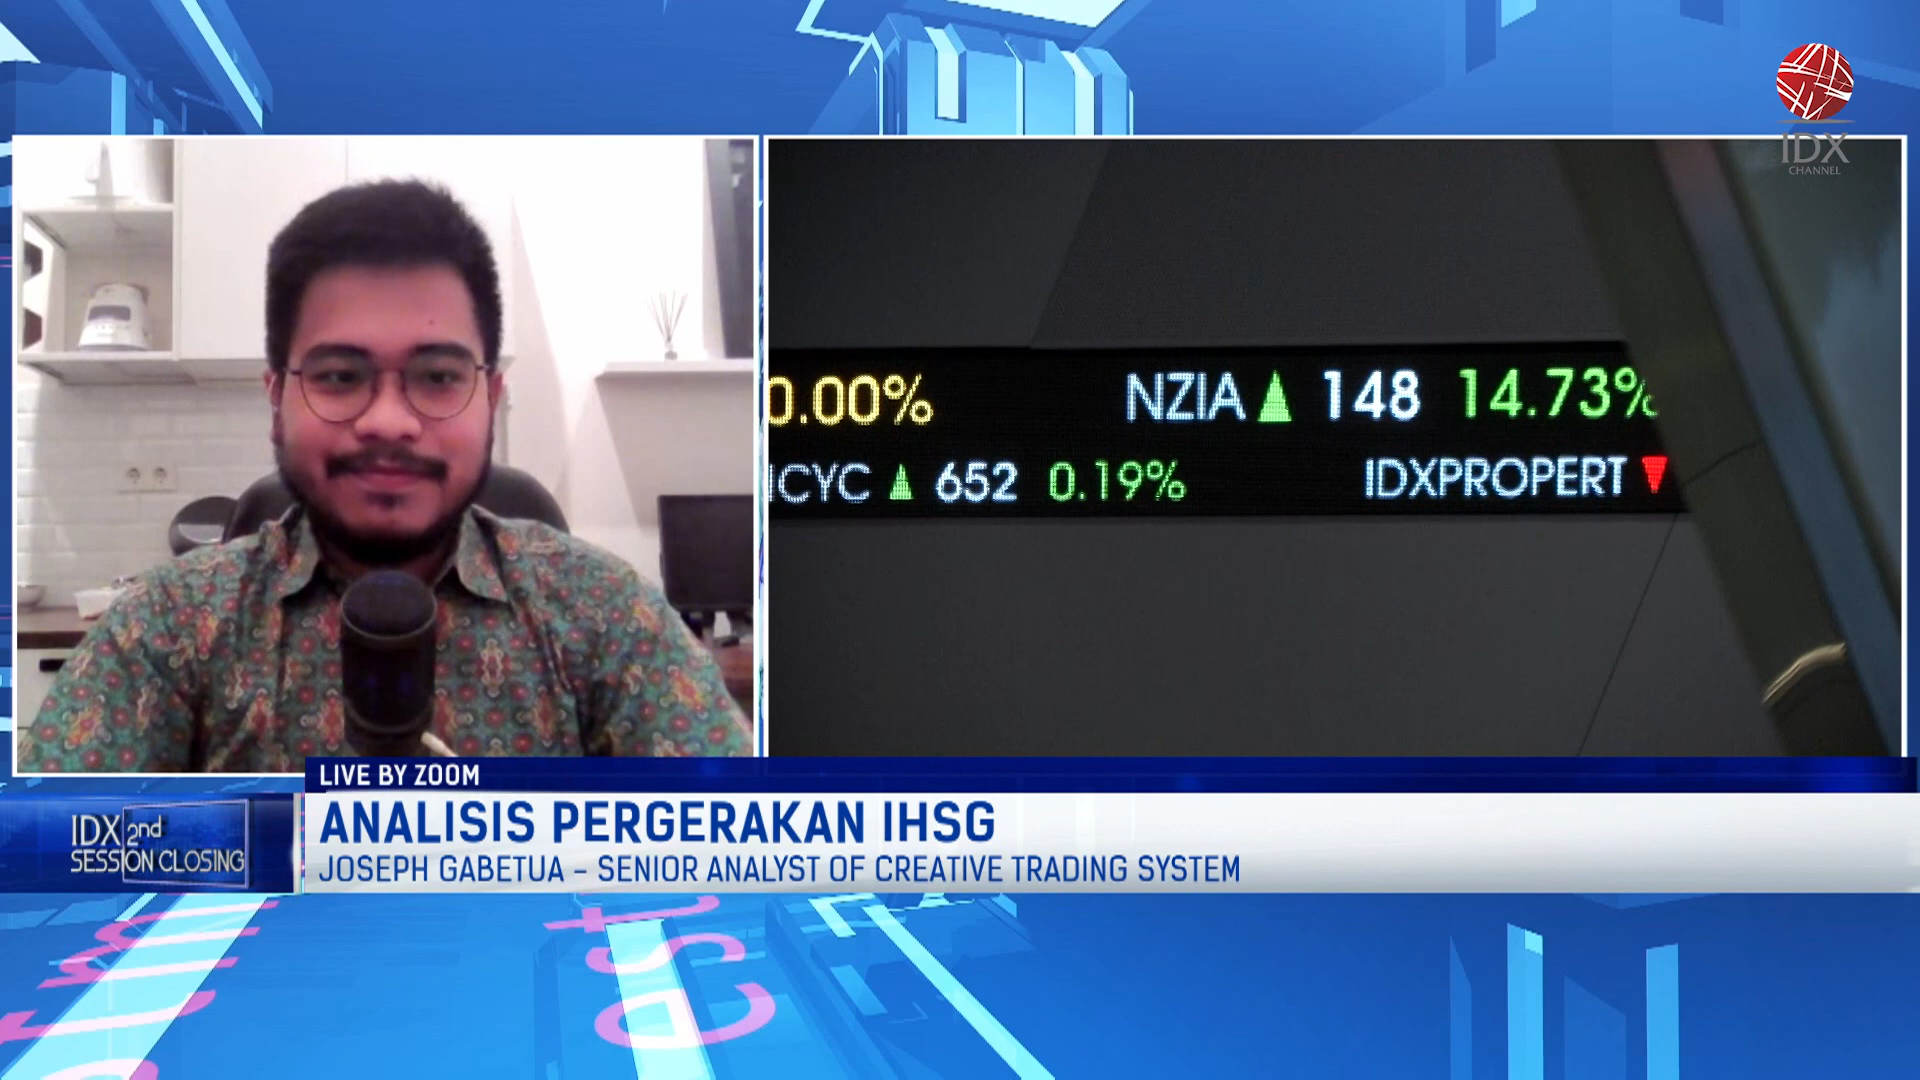 IDX
CHANNEL
0.00% NZIA ▲ 148 14.73%
ICYC ▲ 652 0.19% IDXPROPERT ▼
LIVE BY ZOOM
ANALISIS PERGERAKAN IHSG
JOSEPH GABETUA – SENIOR ANALYST OF CREATIVE TRADING SYSTEM
IDX 2nd
SESSION CLOSING